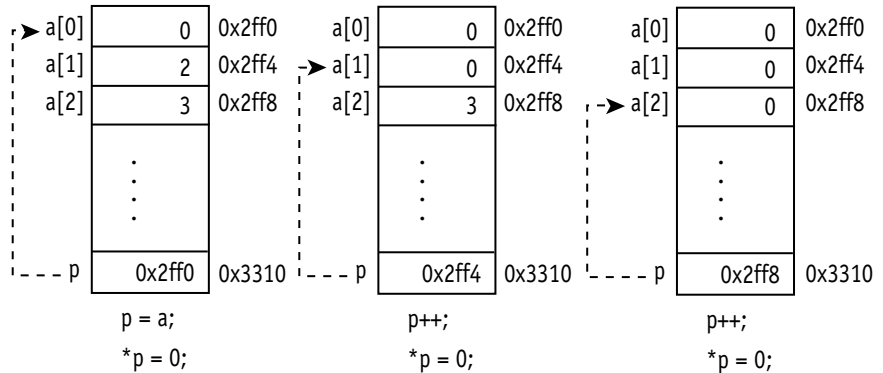 a[0] 0 0x2ff0 a[0] 0 0x2ff0 a[0] 0 0x2ff0
a[1] 2 0x2ff4 a[1] 0 0x2ff4 a[1] 0 0x2ff4
a[2] 3 0x2ff8 a[2] 3 0x2ff8 a[2] 0 0x2ff8
p 0x2ff0 0x3310 p 0x2ff4 0x3310 p 0x2ff8 0x3310
p = a; p++; p++;
*p = 0; *p = 0; *p = 0;